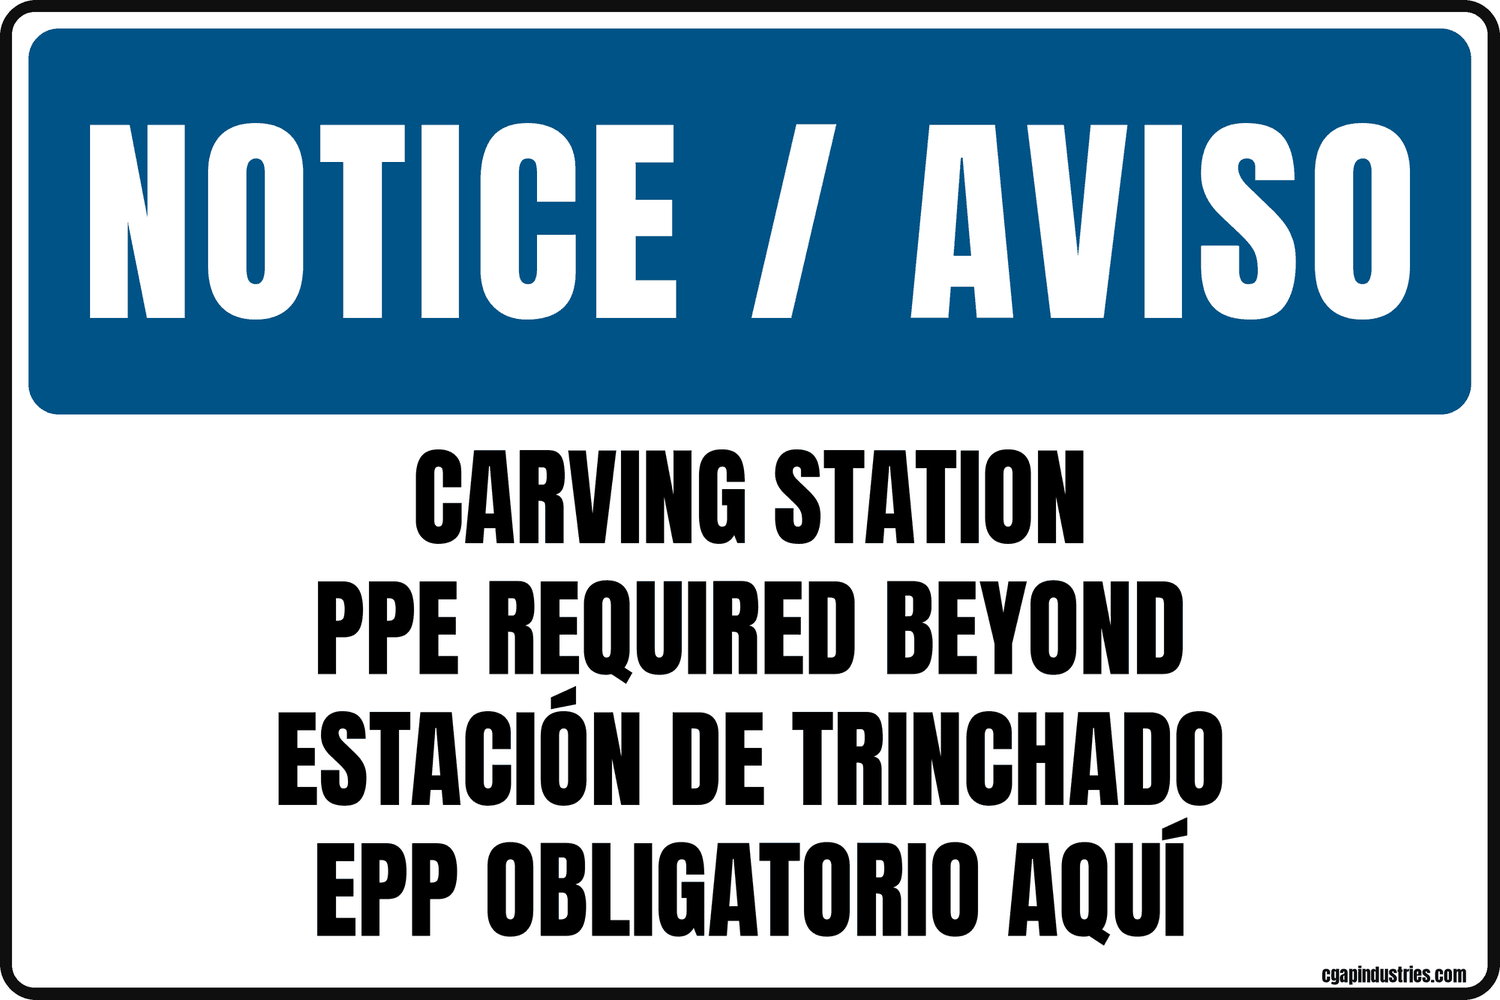 NOTICE / AVISO
CARVING STATION
PPE REQUIRED BEYOND
ESTACIÓN DE TRINCHADO
EPP OBLIGATORIO AQUÍ
cgapindustries.com